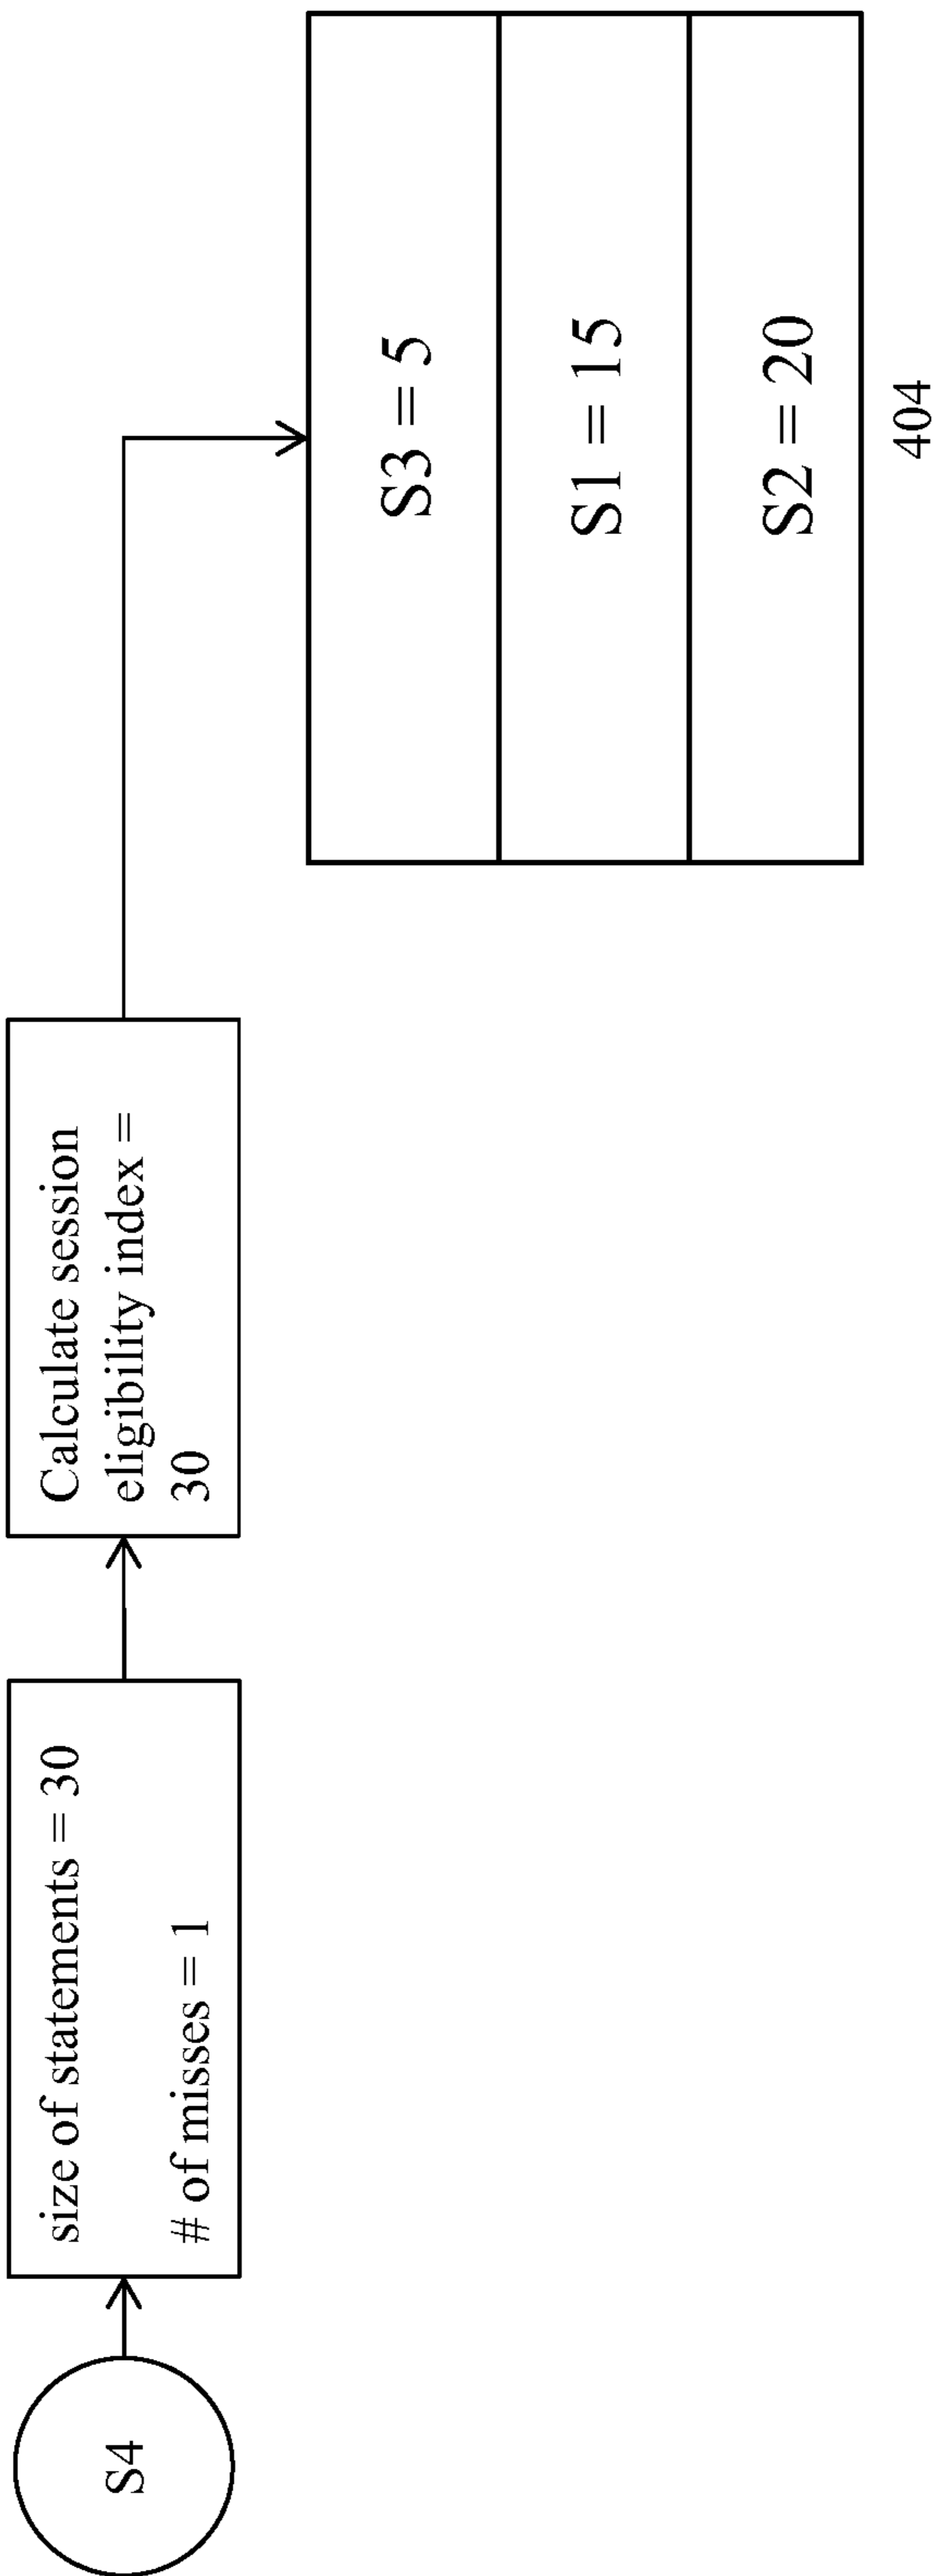 S4
size of statements = 30
# of misses = 1
Calculate session
eligibility index =
30
S3 = 5
S1 = 15
S2 = 20
404